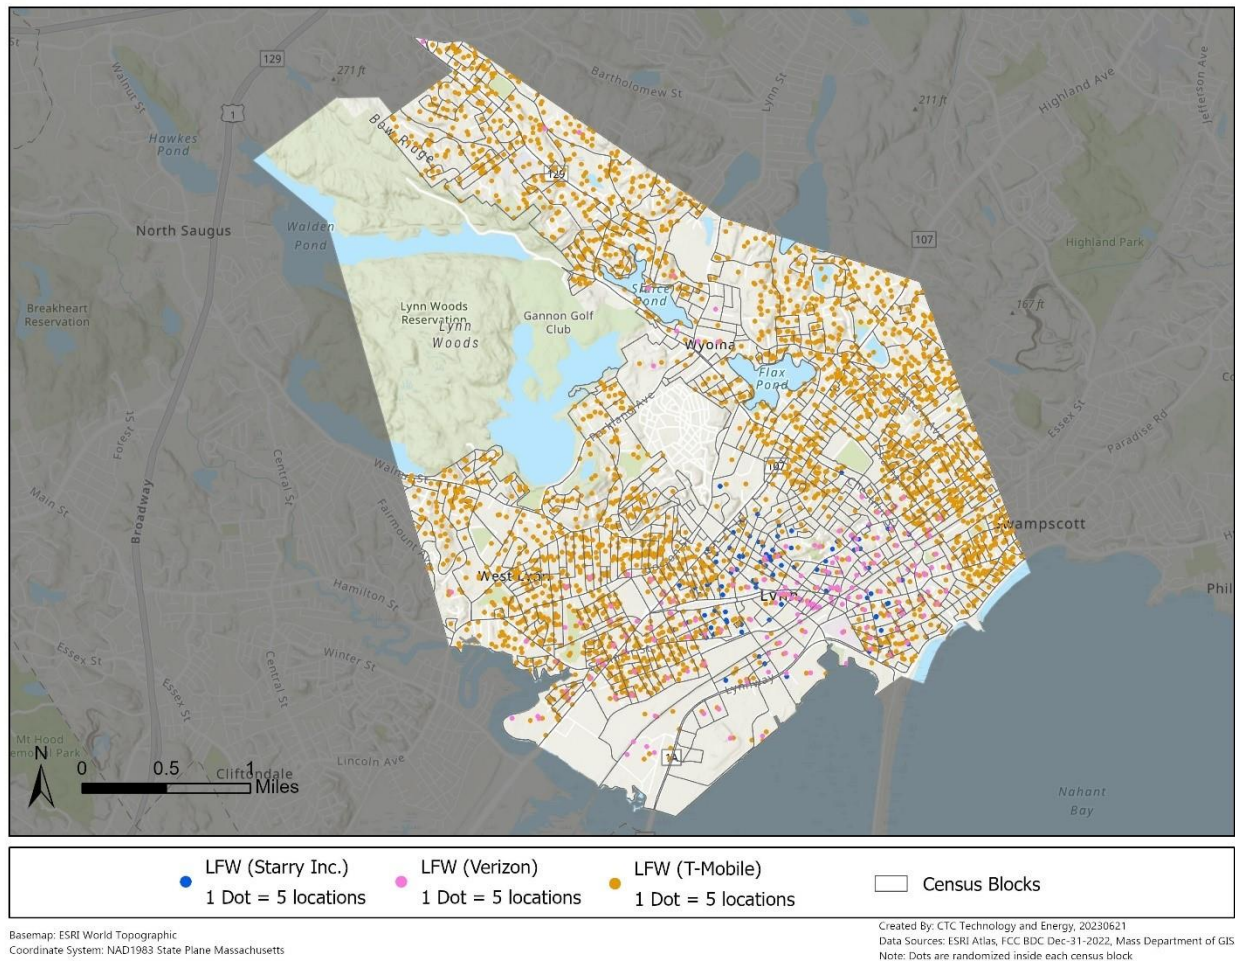 St
129
271 ft
Bartholomew St
Lynn St
211 ft
Highland Ave
Jefferson Ave
Walnut St
1
Hawkes
Pond
Bow Ridge
129
North Saugus
Walden
Pond
107
Highland Park
Breakheart
Reservation
Lynn Woods
Reservation
Lynn
Woods
Gannon Golf
Club
Pond
167 ft
Wyoma
Flax
Pond
Essex St
Paradise Rd
Forest St
Central St
Parkland Ave
107
Main St
Broadway
Walnut St
Fairmount
Swampscott
West Lynn
Lynn
Phil
Hamilton St
Essex St
Winter St
Central St
Essex St
Lynnway
1A
Mt Hood
Memorial Park
Cliftondale
Lincoln Ave
Nahant
Bay
N
0 0.5 1
Miles
LFW (Starry Inc.)
1 Dot = 5 locations
LFW (Verizon)
1 Dot = 5 locations
LFW (T-Mobile)
1 Dot = 5 locations
Census Blocks
Basemap: ESRI World Topographic
Coordinate System: NAD1983 State Plane Massachusetts
Created By: CTC Technology and Energy, 20230621
Data Sources: ESRI Atlas, FCC BDC Dec-31-2022, Mass Department of GIS
Note: Dots are randomized inside each census block